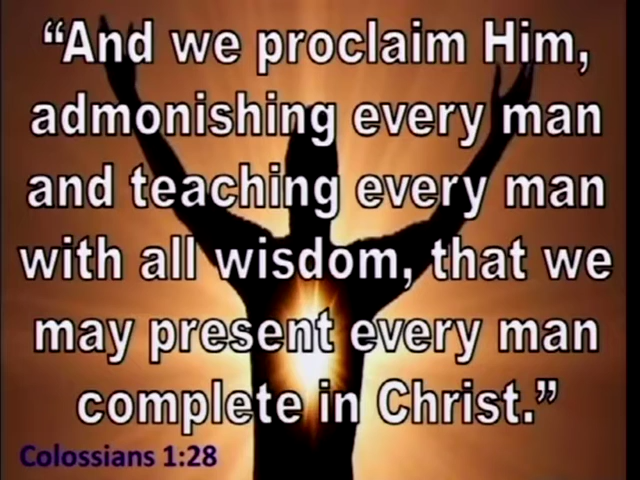 “And we proclaim Him,
admonishing every man
and teaching every man
with all wisdom, that we
may present every man
complete in Christ.”
Colossians 1:28